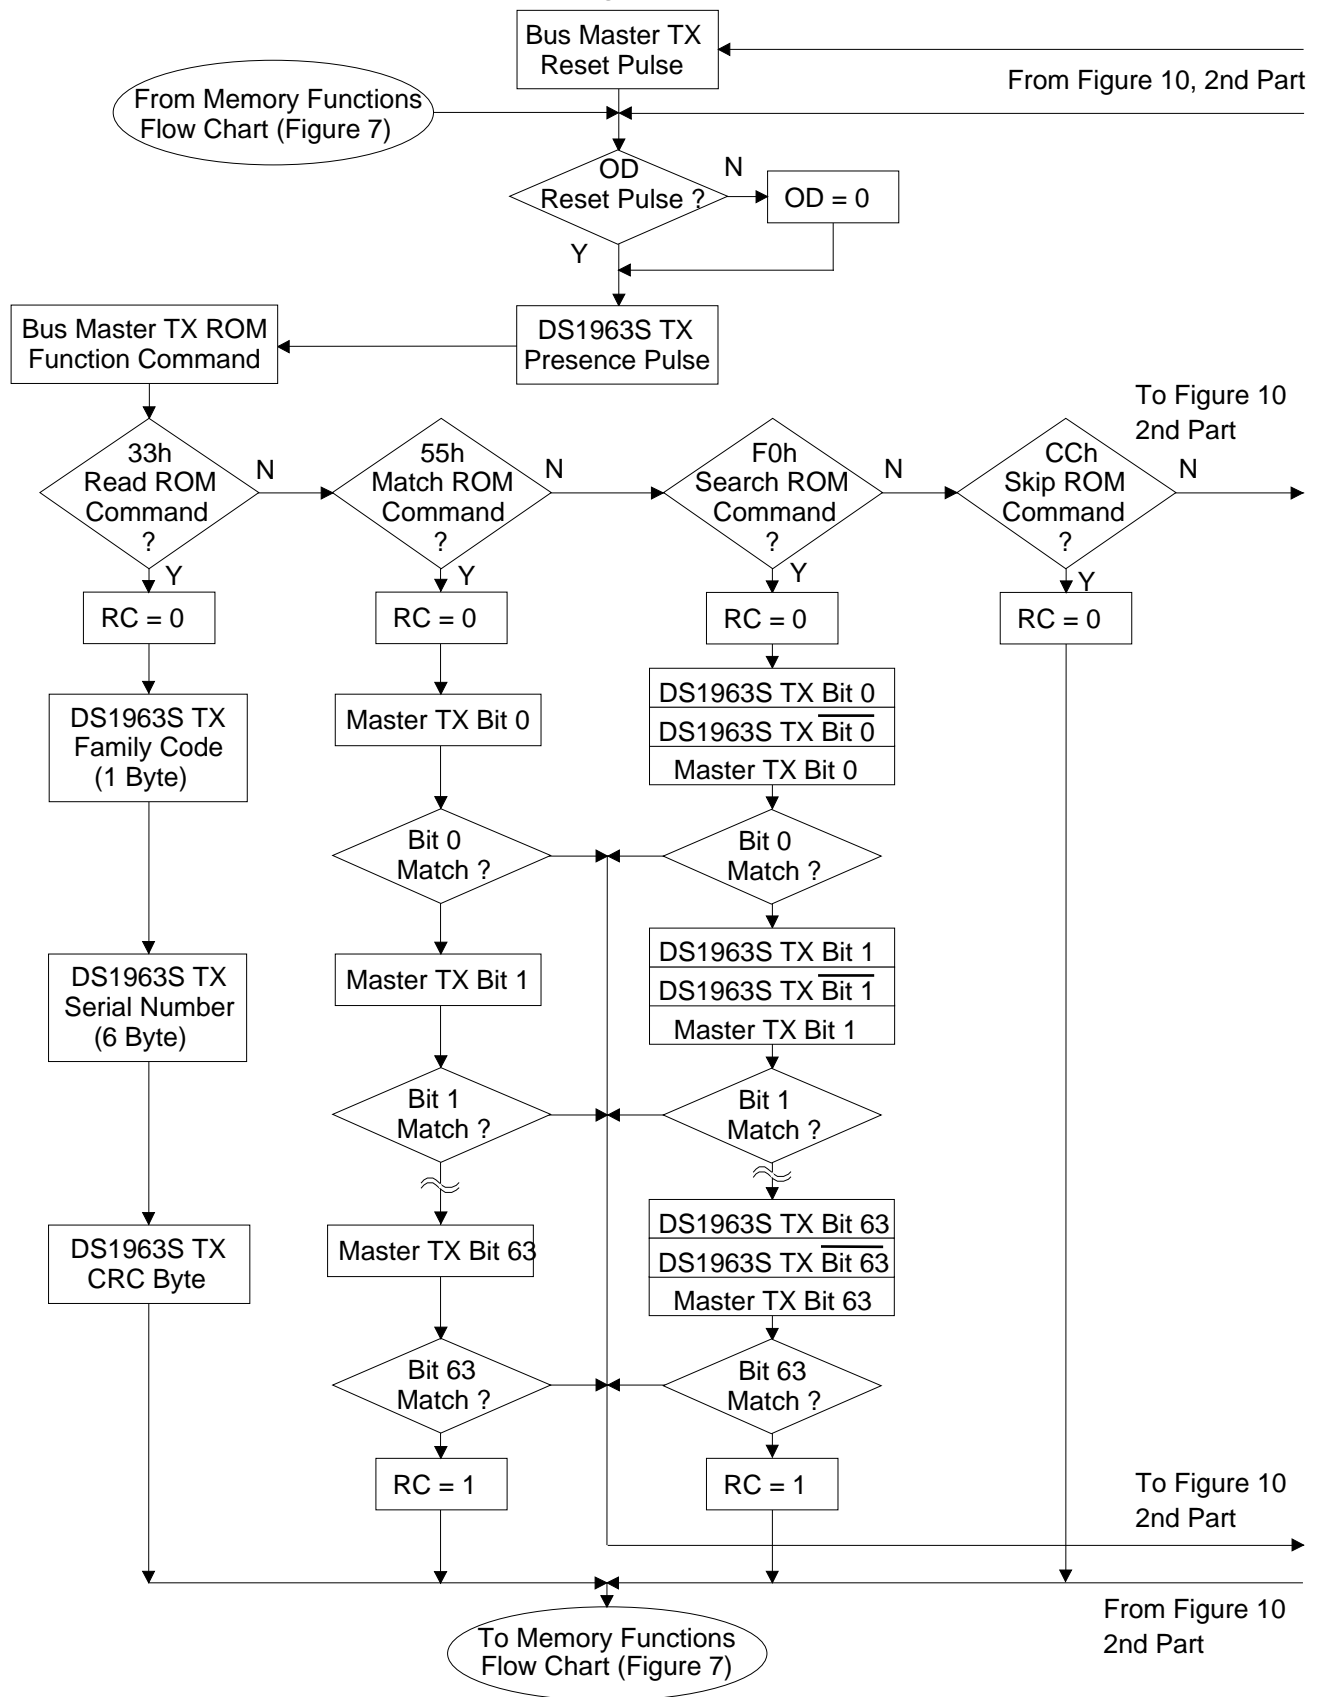 Bus Master TX
Reset Pulse
From Figure 10, 2nd Part
From Memory Functions
Flow Chart (Figure 7)
OD
Reset Pulse ?
N
OD = 0
Y
Bus Master TX ROM
Function Command
DS1963S TX
Presence Pulse
To Figure 10
2nd Part
33h
Read ROM
Command
?
N
55h
Match ROM
Command
?
N
F0h
Search ROM
Command
?
N
CCh
Skip ROM
Command
?
N
Y
Y
Y
Y
RC = 0
RC = 0
RC = 0
RC = 0
DS1963S TX
Family Code
(1 Byte)
Master TX Bit 0
DS1963S TX Bit 0
DS1963S TX B̅i̅t̅ ̅0̅
Master TX Bit 0
Bit 0
Match ?
Bit 0
Match ?
DS1963S TX
Serial Number
(6 Byte)
Master TX Bit 1
DS1963S TX Bit 1
DS1963S TX B̅i̅t̅ ̅1̅
Master TX Bit 1
Bit 1
Match ?
Bit 1
Match ?
DS1963S TX
CRC Byte
Master TX Bit 63
DS1963S TX Bit 63
DS1963S TX B̅i̅t̅ ̅6̅3̅
Master TX Bit 63
Bit 63
Match ?
Bit 63
Match ?
RC = 1
RC = 1
To Figure 10
2nd Part
From Figure 10
2nd Part
To Memory Functions
Flow Chart (Figure 7)